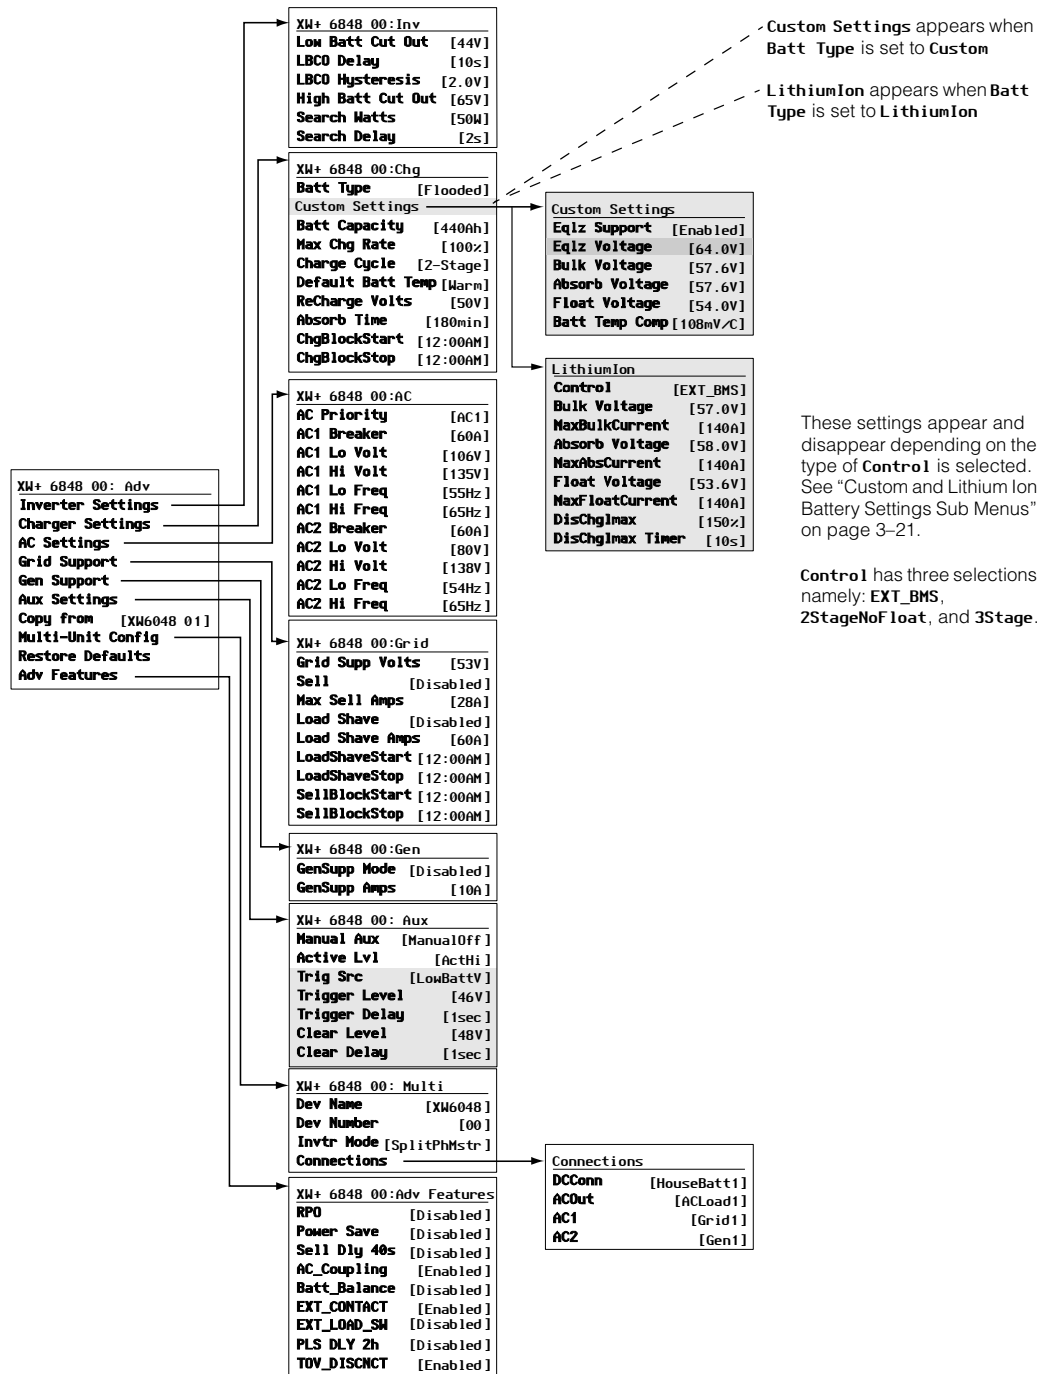 XW+ 6848 00: Adv
Inverter Settings
Charger Settings
AC Settings
Grid Support
Gen Support
Aux Settings
Copy from [XW6048 01]
Multi-Unit Config
Restore Defaults
Adv Features
XW+ 6848 00:Inv
Low Batt Cut Out [44V]
LBCO Delay [10s]
LBCO Hysteresis [2.0V]
High Batt Cut Out [65V]
Search Watts [50W]
Search Delay [2s]
XW+ 6848 00:Chg
Batt Type [Flooded]
Custom Settings
Batt Capacity [440Ah]
Max Chg Rate [100%]
Charge Cycle [2-Stage]
Default Batt Temp [Warm]
ReCharge Volts [50V]
Absorb Time [180min]
ChgBlockStart [12:00AM]
ChgBlockStop [12:00AM]
XW+ 6848 00:AC
AC Priority [AC1]
AC1 Breaker [60A]
AC1 Lo Volt [106V]
AC1 Hi Volt [135V]
AC1 Lo Freq [55Hz]
AC1 Hi Freq [65Hz]
AC2 Breaker [60A]
AC2 Lo Volt [80V]
AC2 Hi Volt [138V]
AC2 Lo Freq [54Hz]
AC2 Hi Freq [65Hz]
XW+ 6848 00:Grid
Grid Supp Volts [53V]
Sell [Disabled]
Max Sell Amps [28A]
Load Shave [Disabled]
Load Shave Amps [60A]
LoadShaveStart [12:00AM]
LoadShaveStop [12:00AM]
SellBlockStart [12:00AM]
SellBlockStop [12:00AM]
XW+ 6848 00:Gen
GenSupp Mode [Disabled]
GenSupp Amps [10A]
XW+ 6848 00: Aux
Manual Aux [ManualOff]
Active Lvl [ActHi]
Trig Src [LowBattV]
Trigger Level [46V]
Trigger Delay [1sec]
Clear Level [48V]
Clear Delay [1sec]
XW+ 6848 00: Multi
Dev Name [XW6048]
Dev Number [00]
Invtr Mode [SplitPhMstr]
Connections
XW+ 6848 00:Adv Features
RPO [Disabled]
Power Save [Disabled]
Sell Dly 40s [Disabled]
AC_Coupling [Enabled]
Batt_Balance [Disabled]
EXT_CONTACT [Enabled]
EXT_LOAD_SW [Disabled]
PLS DLY 2h [Disabled]
TOV_DISCNCT [Enabled]
Custom Settings
Eqlz Support [Enabled]
Eqlz Voltage [64.0V]
Bulk Voltage [57.6V]
Absorb Voltage [57.6V]
Float Voltage [54.0V]
Batt Temp Comp [108mV/C]
LithiumIon
Control [EXT_BMS]
Bulk Voltage [57.0V]
MaxBulkCurrent [140A]
Absorb Voltage [58.0V]
MaxAbsCurrent [140A]
Float Voltage [53.6V]
MaxFloatCurrent [140A]
DisChgImax [150%]
DisChgImax Timer [10s]
Connections
DCConn [HouseBatt1]
ACOut [ACLoad1]
AC1 [Grid1]
AC2 [Gen1]
Custom Settings appears when
Batt Type is set to Custom
LithiumIon appears when Batt
Type is set to LithiumIon
These settings appear and
disappear depending on the
type of Control is selected.
See “Custom and Lithium Ion
Battery Settings Sub Menus”
on page 3–21.
Control has three selections
namely: EXT_BMS,
2StageNoFloat, and 3Stage.